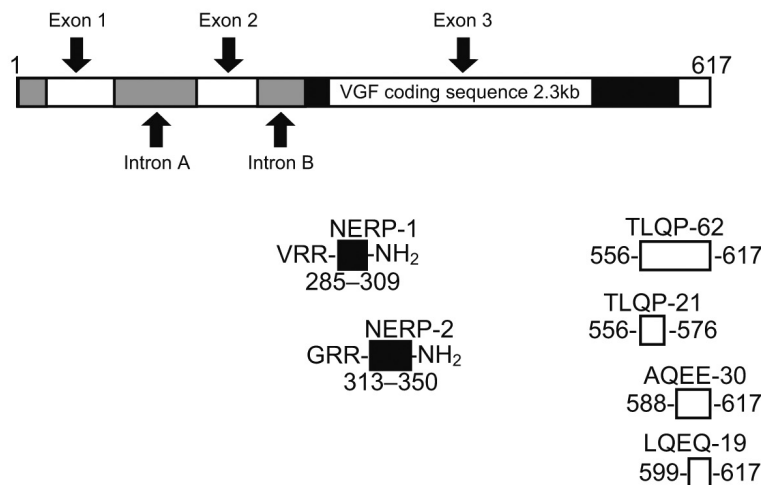 Exon 1 Exon 2 Exon 3
1 617
VGF coding sequence 2.3kb
Intron A Intron B
NERP-1
VRR- -NH₂
285–309
NERP-2
GRR- -NH₂
313–350
TLQP-62
556- -617
TLQP-21
556- -576
AQEE-30
588- -617
LQEQ-19
599- -617